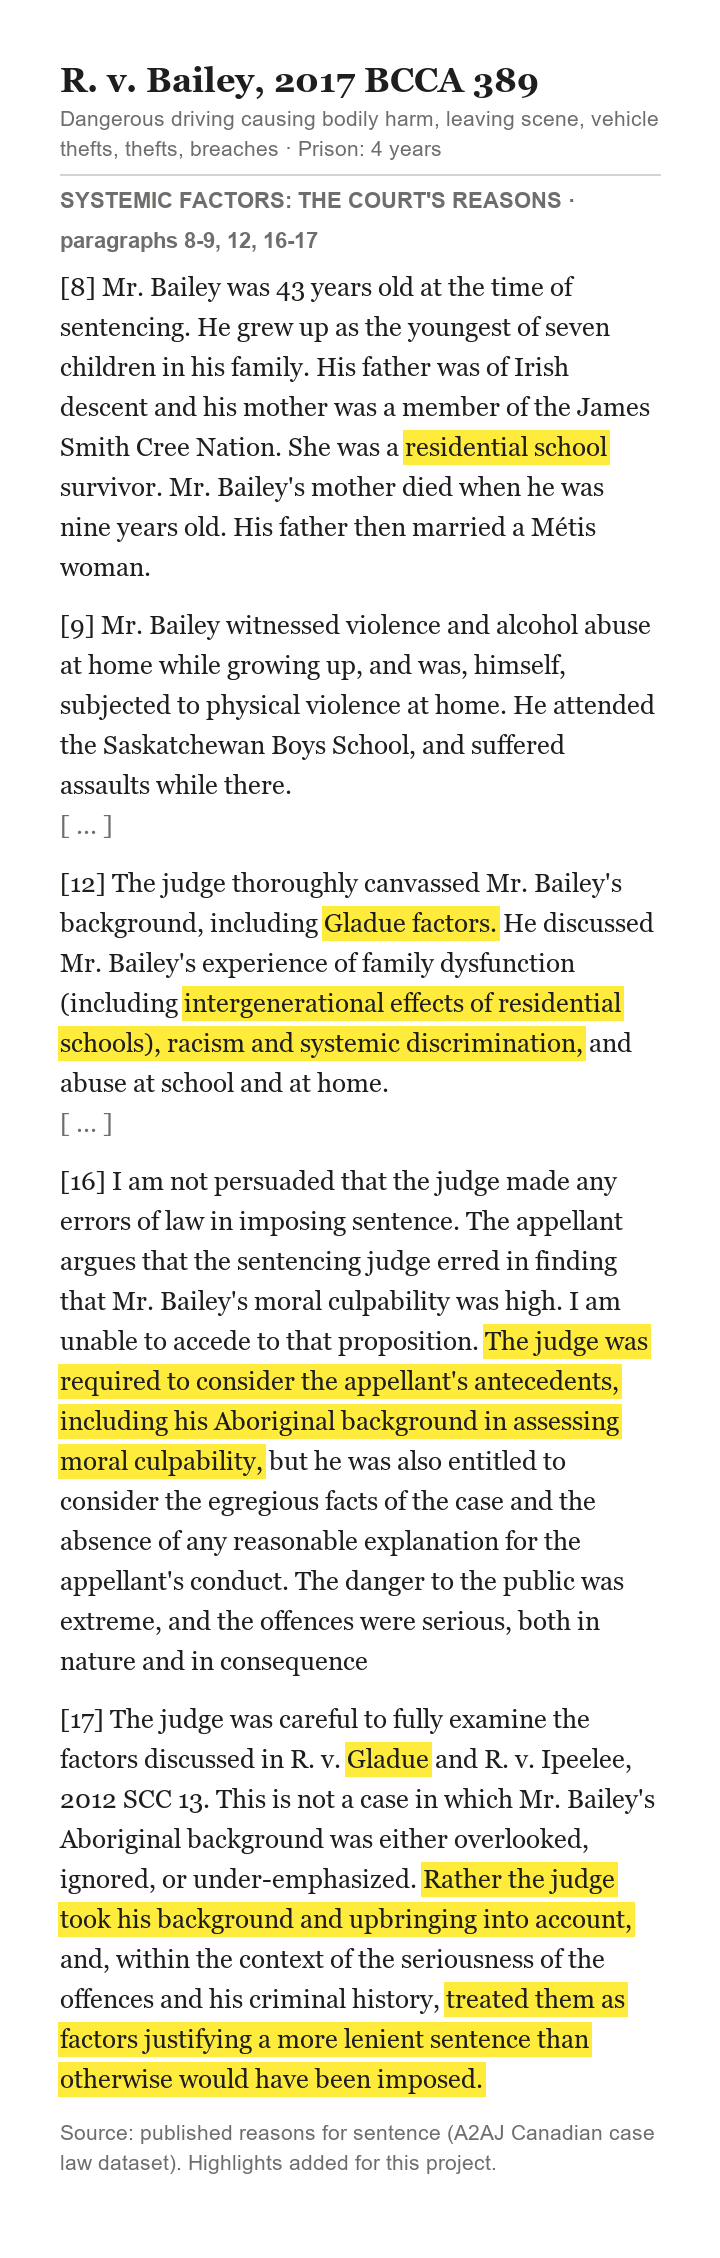 R. v. Bailey, 2017 BCCA 389
Dangerous driving causing bodily harm, leaving scene, vehicle
thefts, thefts, breaches · Prison: 4 years
SYSTEMIC FACTORS: THE COURT'S REASONS ·
paragraphs 8-9, 12, 16-17
[8] Mr. Bailey was 43 years old at the time of
sentencing. He grew up as the youngest of seven
children in his family. His father was of Irish
descent and his mother was a member of the James
Smith Cree Nation. She was a residential school
survivor. Mr. Bailey's mother died when he was
nine years old. His father then married a Métis
woman.
[9] Mr. Bailey witnessed violence and alcohol abuse
at home while growing up, and was, himself,
subjected to physical violence at home. He attended
the Saskatchewan Boys School, and suffered
assaults while there.
[ ... ]
[12] The judge thoroughly canvassed Mr. Bailey's
background, including Gladue factors. He discussed
Mr. Bailey's experience of family dysfunction
(including intergenerational effects of residential
schools), racism and systemic discrimination, and
abuse at school and at home.
[ ... ]
[16] I am not persuaded that the judge made any
errors of law in imposing sentence. The appellant
argues that the sentencing judge erred in finding
that Mr. Bailey's moral culpability was high. I am
unable to accede to that proposition. The judge was
required to consider the appellant's antecedents,
including his Aboriginal background in assessing
moral culpability, but he was also entitled to
consider the egregious facts of the case and the
absence of any reasonable explanation for the
appellant's conduct. The danger to the public was
extreme, and the offences were serious, both in
nature and in consequence
[17] The judge was careful to fully examine the
factors discussed in R. v. Gladue and R. v. Ipeelee,
2012 SCC 13. This is not a case in which Mr. Bailey's
Aboriginal background was either overlooked,
ignored, or under-emphasized. Rather the judge
took his background and upbringing into account,
and, within the context of the seriousness of the
offences and his criminal history, treated them as
factors justifying a more lenient sentence than
otherwise would have been imposed.
Source: published reasons for sentence (A2AJ Canadian case
law dataset). Highlights added for this project.